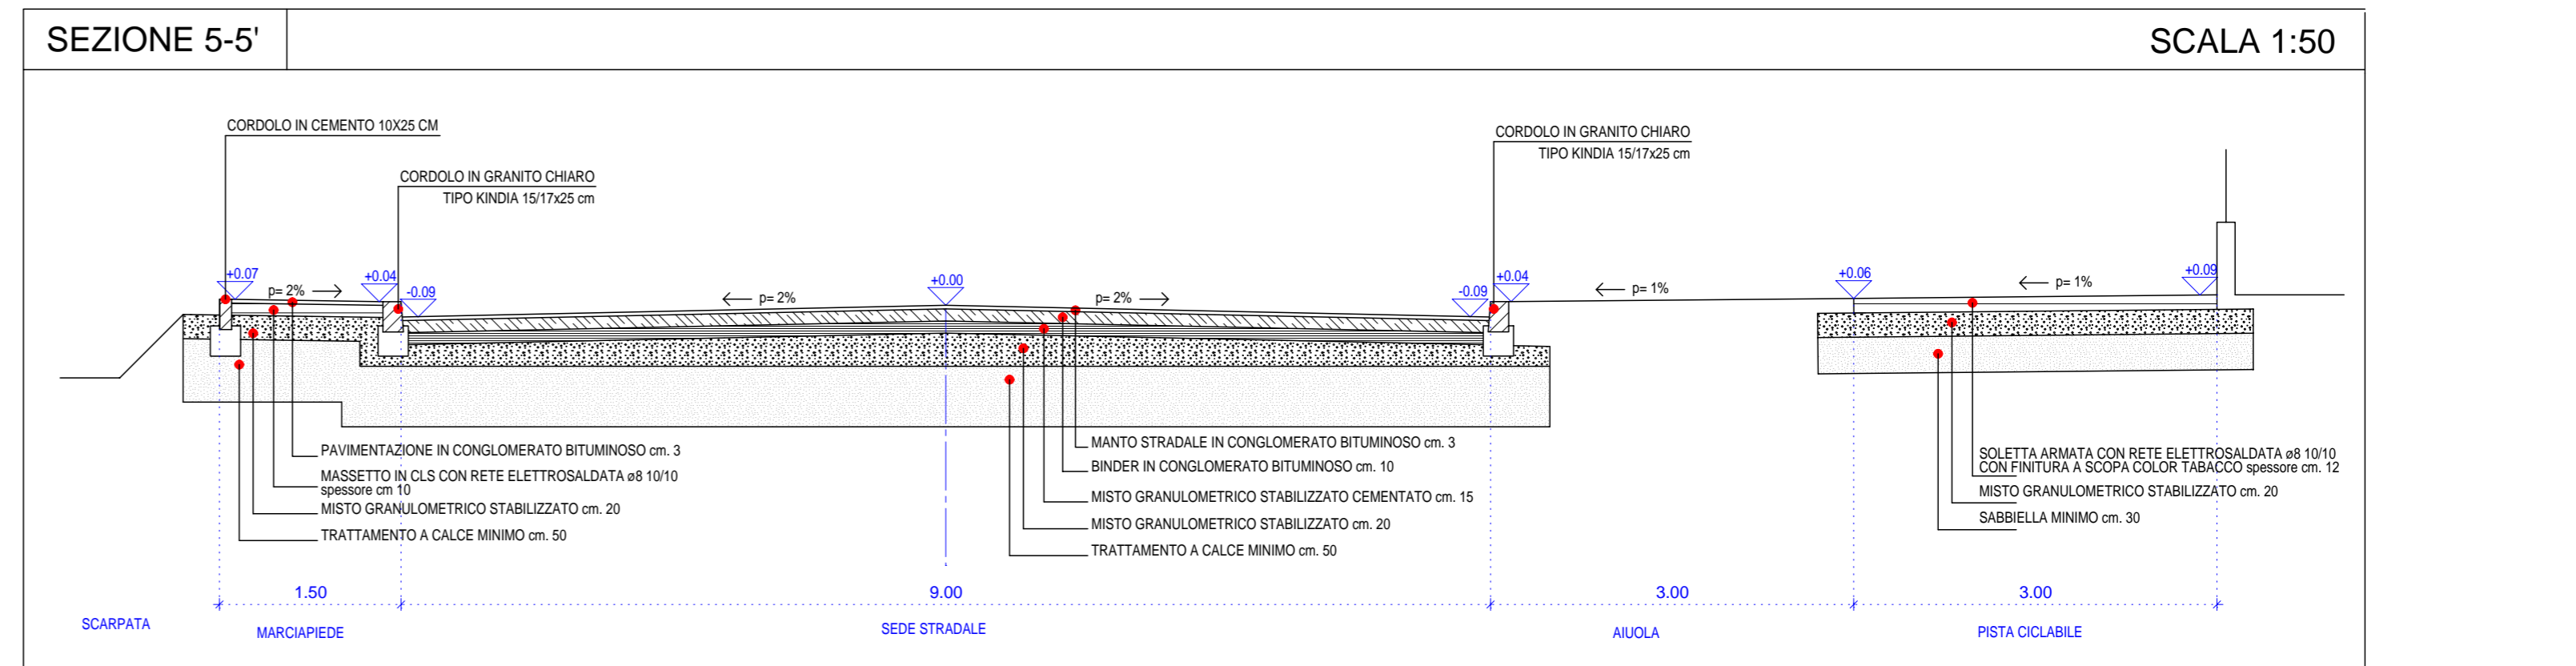 SEZIONE 5-5'
SCALA 1:50
CORDOLO IN CEMENTO 10X25 CM
CORDOLO IN GRANITO CHIARO
TIPO KINDIA 15/17x25 cm
CORDOLO IN GRANITO CHIARO
TIPO KINDIA 15/17x25 cm
+0.07
p= 2%
+0.04
-0.09
p= 2%
+0.00
p= 2%
-0.09
+0.04
p= 1%
+0.06
p= 1%
+0.09
PAVIMENTAZIONE IN CONGLOMERATO BITUMINOSO cm. 3
MASSETTO IN CLS CON RETE ELETTROSALDATA ø8 10/10
spessore cm 10
MISTO GRANULOMETRICO STABILIZZATO cm. 20
TRATTAMENTO A CALCE MINIMO cm. 50
MANTO STRADALE IN CONGLOMERATO BITUMINOSO cm. 3
BINDER IN CONGLOMERATO BITUMINOSO cm. 10
MISTO GRANULOMETRICO STABILIZZATO CEMENTATO cm. 15
MISTO GRANULOMETRICO STABILIZZATO cm. 20
TRATTAMENTO A CALCE MINIMO cm. 50
SOLETTA ARMATA CON RETE ELETTROSALDATA ø8 10/10
CON FINITURA A SCOPA COLOR TABACCO spessore cm. 12
MISTO GRANULOMETRICO STABILIZZATO cm. 20
SABBIELLA MINIMO cm. 30
1.50
9.00
3.00
3.00
SCARPATA
MARCIAPIEDE
SEDE STRADALE
AIUOLA
PISTA CICLABILE